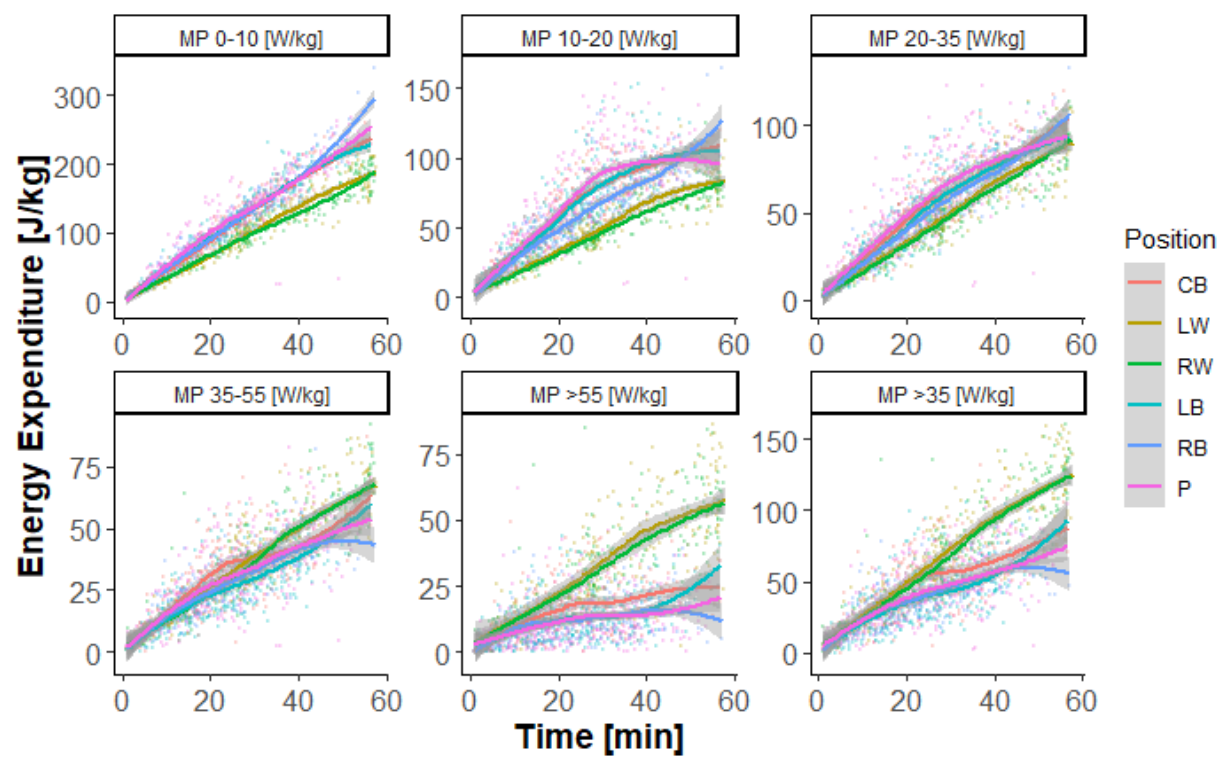 MP 0-10 [W/kg]
MP 10-20 [W/kg]
MP 20-35 [W/kg]
300
200
100
0
150
100
50
0
100
50
0
0 20 40 60
0 20 40 60
0 20 40 60
Energy Expenditure [J/kg]
MP 35-55 [W/kg]
MP >55 [W/kg]
MP >35 [W/kg]
75
50
25
0
75
50
25
0
150
100
50
0
0 20 40 60
0 20 40 60
0 20 40 60
Time [min]
Position
CB
LW
RW
LB
RB
P